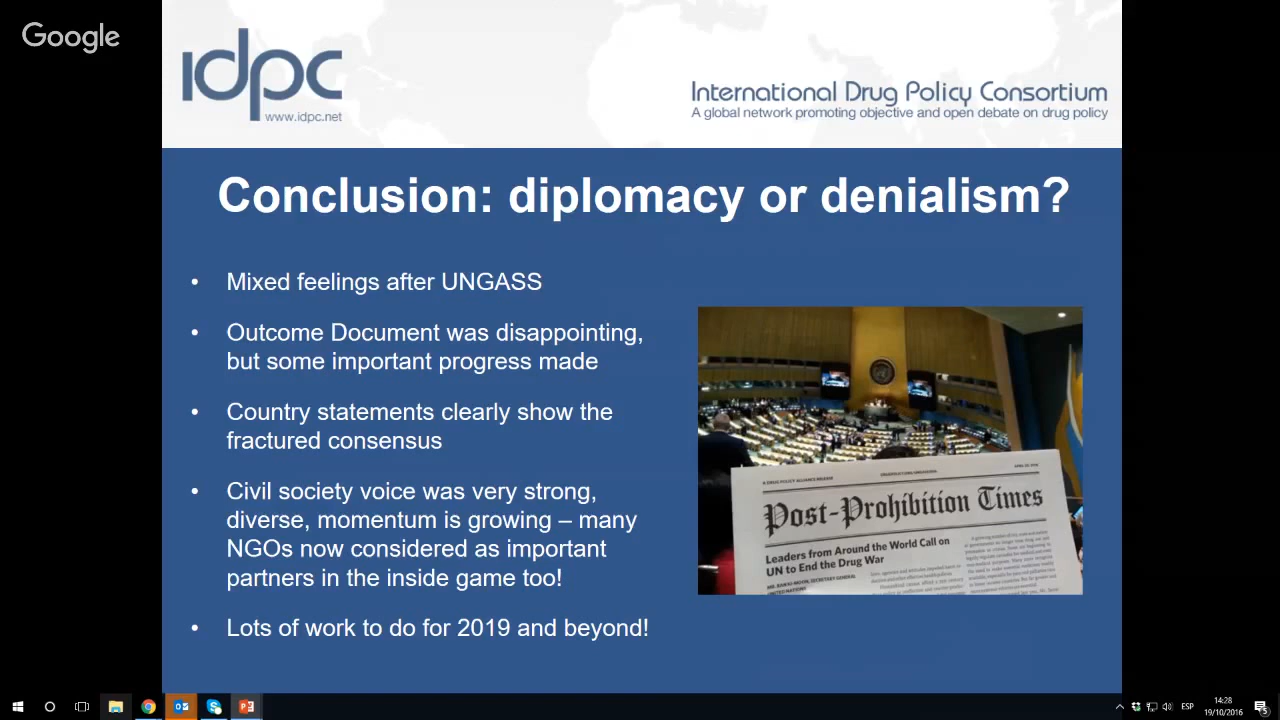 Google
idpc
www.idpc.net
International Drug Policy Consortium
A global network promoting objective and open debate on drug policy
Conclusion: diplomacy or denialism?
• Mixed feelings after UNGASS
• Outcome Document was disappointing,
but some important progress made
• Country statements clearly show the
fractured consensus
• Civil society voice was very strong,
diverse, momentum is growing – many
NGOs now considered as important
partners in the inside game too!
• Lots of work to do for 2019 and beyond!
Post-Prohibition Times
Leaders from Around the World Call on
UN to End the Drug War
UNITED NATIONS
ESP
14:28
19/10/2016